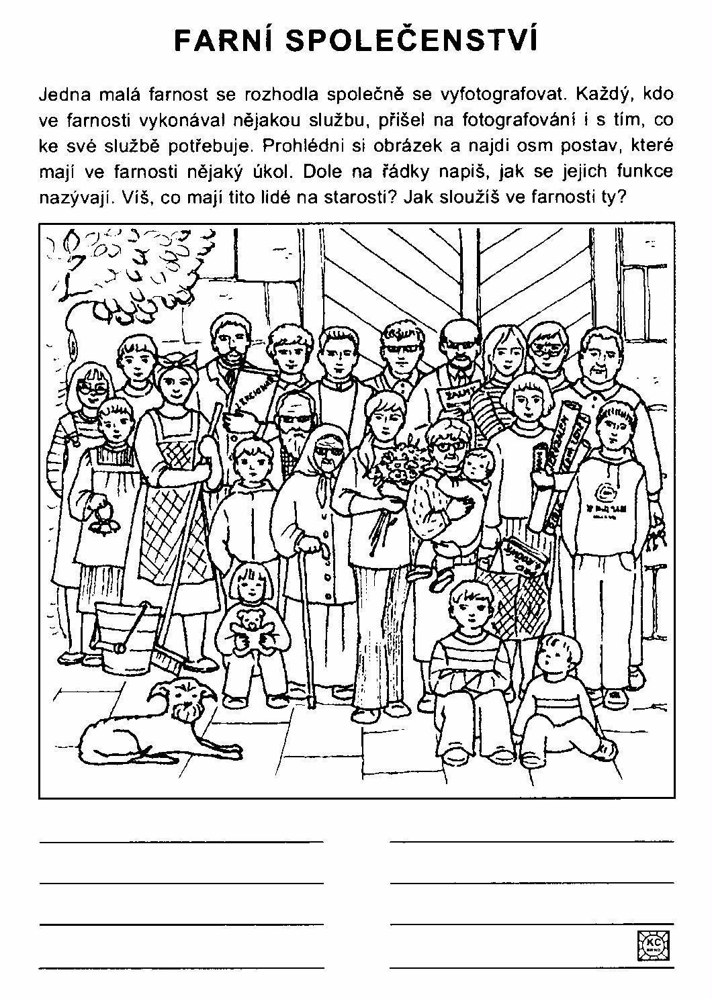 FARNÍ SPOLEČENSTVÍ
Jedna malá farnost se rozhodla společně se vyfotografovat. Každý, kdo
ve farnosti vykonával nějakou službu, přišel na fotografování i s tím, co
ke své službě potřebuje. Prohlédni si obrázek a najdi osm postav, které
mají ve farnosti nějaký úkol. Dole na řádky napiš, jak se jejich funkce
nazývají. Víš, co mají tito lidé na starosti? Jak sloužíš ve farnosti ty?
ŽALMY
BIBLE
KC
BRNO